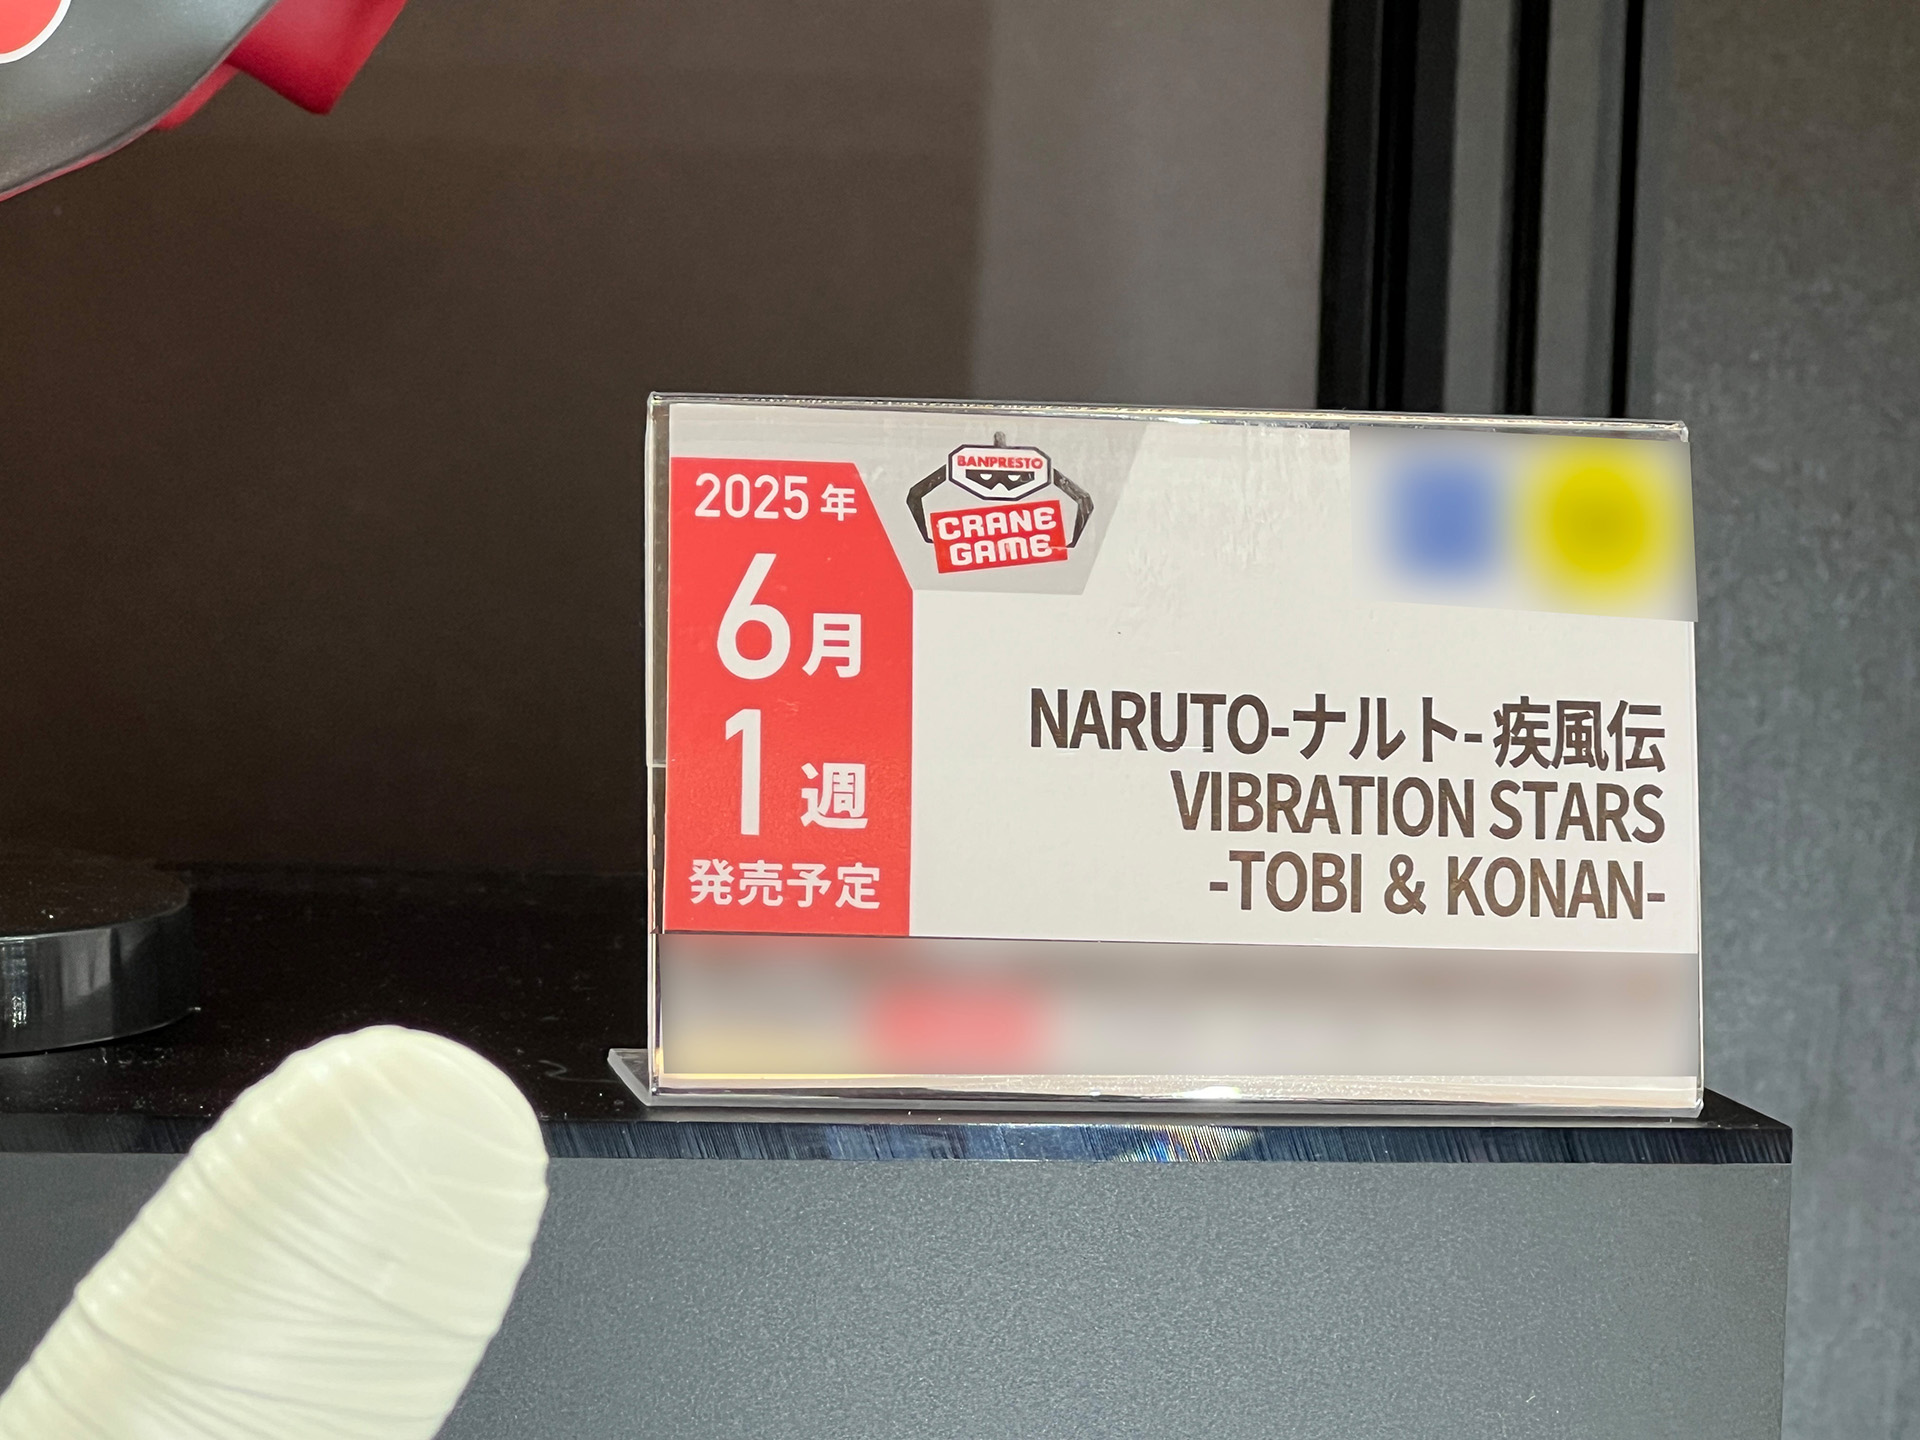 2025年
6月
1週
発売予定
BANPRESTO
CRANE
GAME
NARUTO-ナルト- 疾風伝
VIBRATION STARS
-TOBI & KONAN-